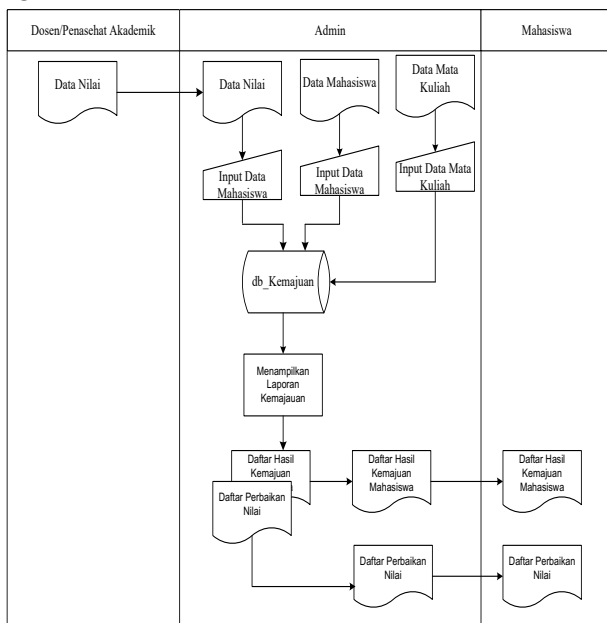 Dosen/Penasehat Akademik
Admin
Mahasiswa
Data Nilai
Data Nilai
Data Mahasiswa
Data Mata
Kuliah
Input Data
Mahasiswa
Input Data
Mahasiswa
Input Data Mata
Kuliah
db_Kemajuan
Menampilkan
Laporan
Kemajauan
Daftar Hasil
Kemajuan
Daftar Perbaikan
Nilai
Daftar Hasil
Kemajuan
Mahasiswa
Daftar Hasil
Kemajuan
Mahasiswa
Daftar Perbaikan
Nilai
Daftar Perbaikan
Nilai